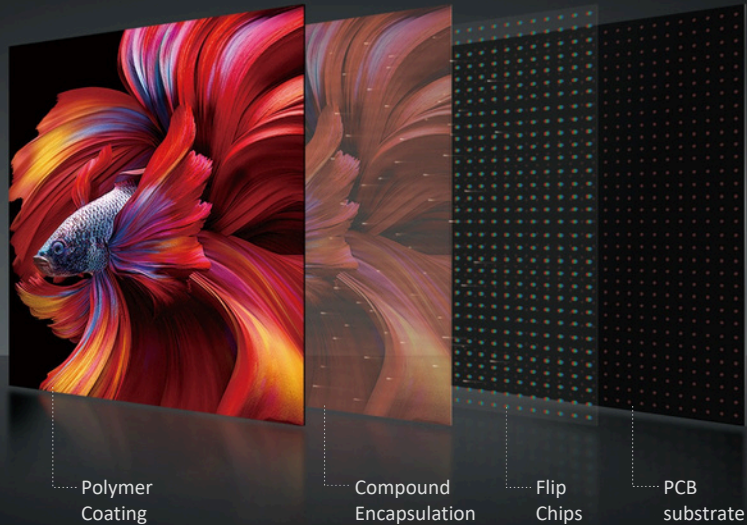 Polymer
Coating
Compound
Encapsulation
Flip
Chips
PCB
substrate